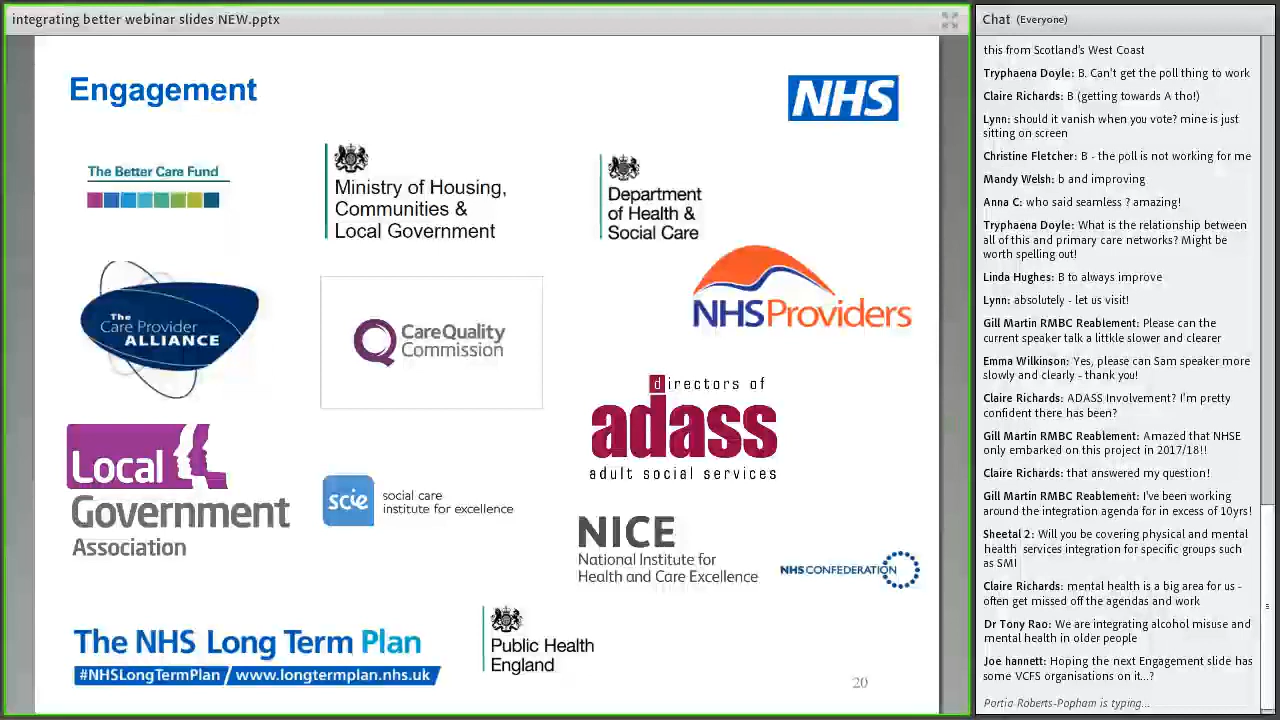 integrating better webinar slides NEW.pptx
Engagement
NHS
The Better Care Fund
Ministry of Housing,
Communities &
Local Government
Department
of Health &
Social Care
The
Care Provider
ALLIANCE
CareQuality
Commission
NHSProviders
directors of
adass
adult social services
Local
Government
Association
scie
social care
institute for excellence
NICE
National Institute for
Health and Care Excellence
NHS CONFEDERATION
The NHS Long Term Plan
#NHSLongTermPlan / www.longtermplan.nhs.uk
Public Health
England
20
Chat (Everyone)
this from Scotland's West Coast
Tryphaena Doyle: B. Can't get the poll thing to work
Claire Richards: B (getting towards A tho!)
Lynn: should it vanish when you vote? mine is just
sitting on screen
Christine Fletcher: B - the poll is not working for me
Mandy Welsh: b and improving
Anna C: who said seamless ? amazing!
Tryphaena Doyle: What is the relationship between
all of this and primary care networks? Might be
worth spelling out!
Linda Hughes: B to always improve
Lynn: absolutely - let us visit!
Gill Martin RMBC Reablement: Please can the
current speaker talk a littkle slower and clearer
Emma Wilkinson: Yes, please can Sam speaker more
slowly and clearly - thank you!
Claire Richards: ADASS Involvement? I'm pretty
confident there has been?
Gill Martin RMBC Reablement: Amazed that NHSE
only embarked on this project in 2017/18!!
Claire Richards: that answered my question!
Gill Martin RMBC Reablement: I've been working
around the integration agenda for in excess of 10yrs!
Sheetal 2: Will you be covering physical and mental
health services integration for specific groups such
as SMI
Claire Richards: mental health is a big area for us -
often get missed off the agendas and work
Dr Tony Rao: We are integrating alcohol misuse and
mental health in older people
Joe hannett: Hoping the next Engagement slide has
some VCFS organisations on it...?
Portia Roberts-Popham is typing...